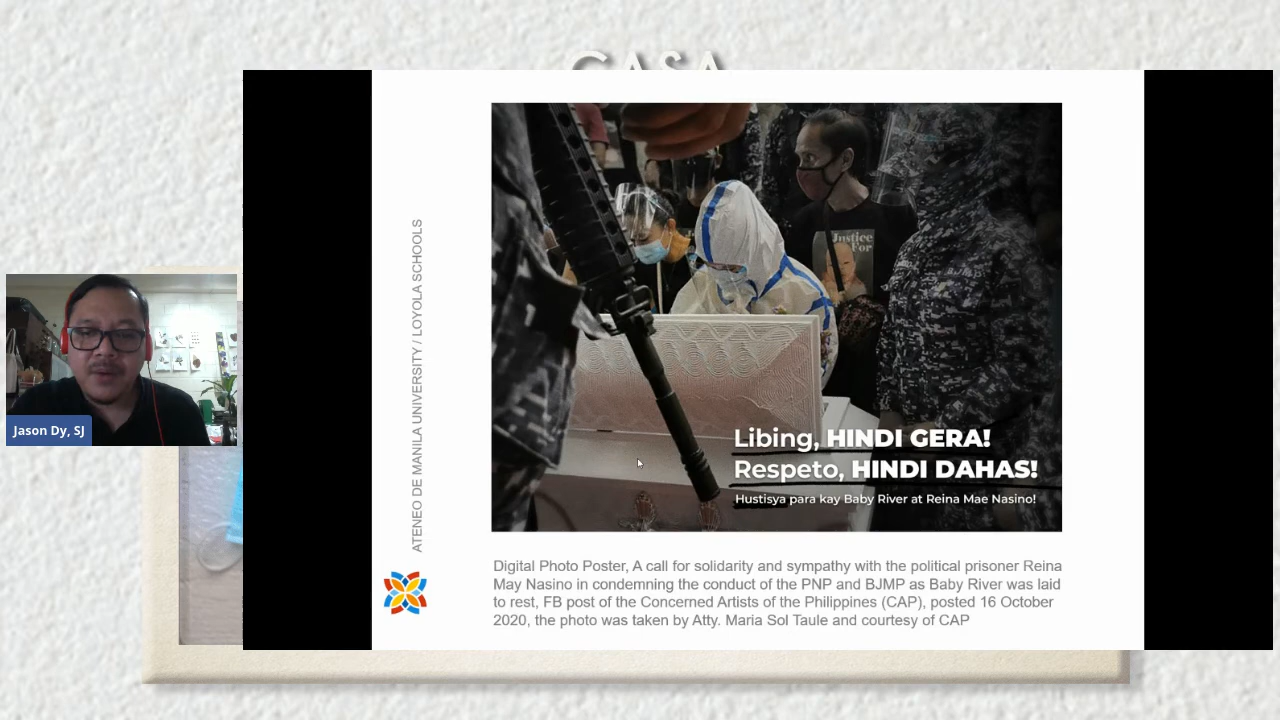 CASA
ATENEO DE MANILA UNIVERSITY / LOYOLA SCHOOLS
Justice
For
Libing, HINDI GERA!
Respeto, HINDI DAHAS!
Hustisya para kay Baby River at Reina Mae Nasino!
Jason Dy, SJ
Digital Photo Poster, A call for solidarity and sympathy with the political prisoner Reina
May Nasino in condemning the conduct of the PNP and BJMP as Baby River was laid
to rest, FB post of the Concerned Artists of the Philippines (CAP), posted 16 October
2020, the photo was taken by Atty. Maria Sol Taule and courtesy of CAP